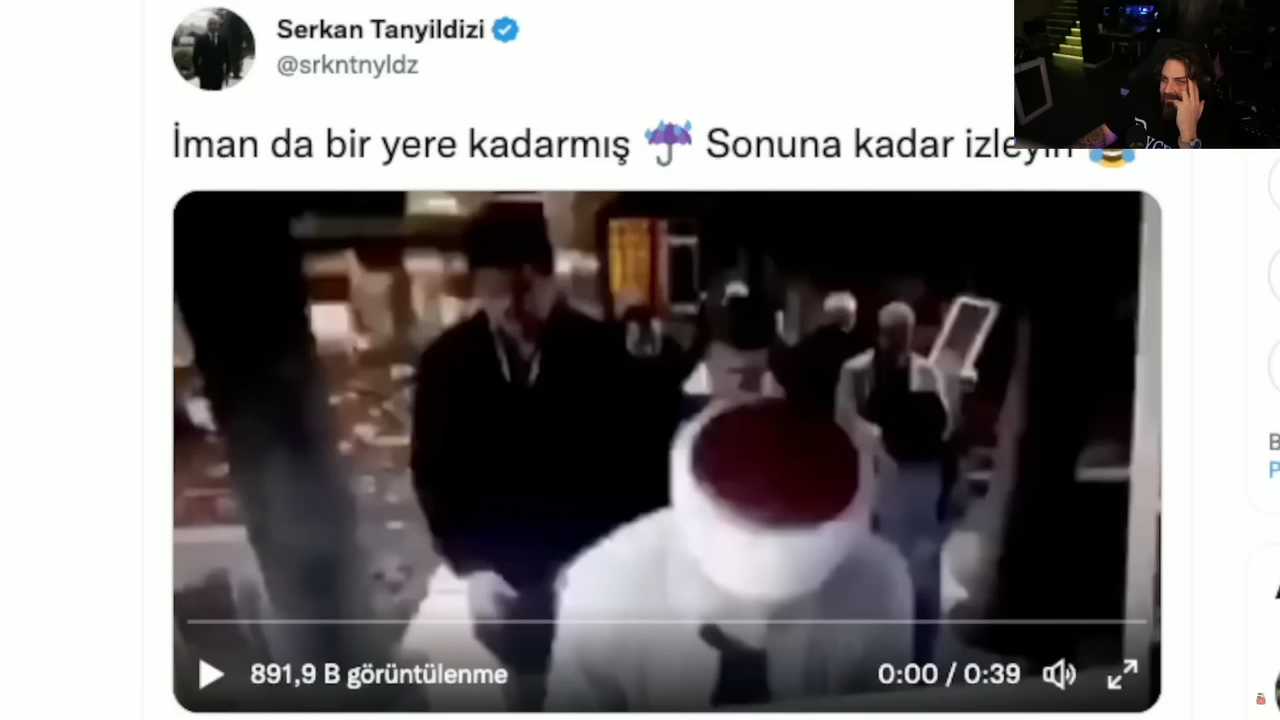 Serkan Tanyildizi
@srkntnyldz
İman da bir yere kadarmış ☔ Sonuna kadar izleyin 😂
891,9 B görüntülenme
0:00 / 0:39
B
P